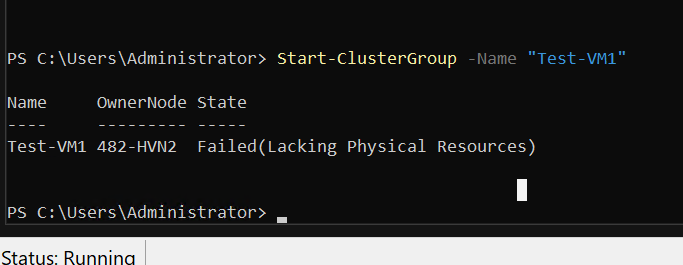 PS C:\Users\Administrator> Start-ClusterGroup -Name "Test-VM1"
Name     OwnerNode State
----     --------- -----
Test-VM1 482-HVN2  Failed(Lacking Physical Resources)
PS C:\Users\Administrator> _
Status: Running